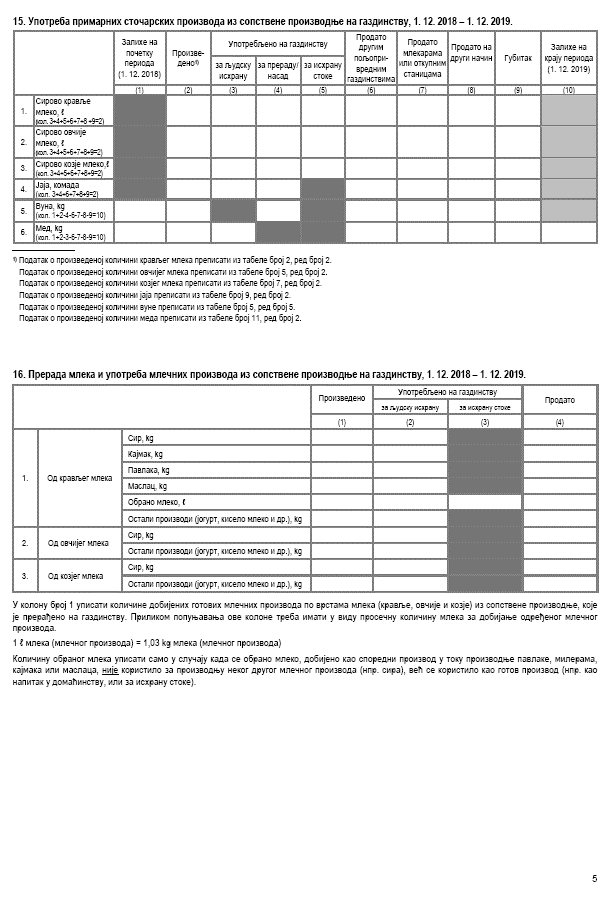 15. Употреба примарних сточарских производа из сопствене производње на газдинству, 1. 12. 2018 – 1. 12. 2019.
Залихе на почетку периода (1. 12. 2018)
Произве-дено¹⁾
Употребљено на газдинству
за људску исхрану
за прераду/насад
за исхрану стоке
Продато другим пољопри-вредним газдинствима
Продато млекарама или откупним станицама
Продато на други начин
Губитак
Залихе на крају периода (1. 12. 2019)
(1) (2) (3) (4) (5) (6) (7) (8) (9) (10)
1. Сирово кравље млеко, ℓ
(кол. 3+4+5+6+7+8+9=2)
2. Сирово овчије млеко, ℓ
(кол. 3+4+5+6+7+8+9=2)
3. Сирово козје млеко,ℓ
(кол. 3+4+5+6+7+8+9=2)
4. Јаја, комада
(кол. 3+4+6+7+8+9=2)
5. Вуна, kg
(кол. 1+2-4-6-7-8-9=10)
6. Мед, kg
(кол. 1+2-3-6-7-8-9=10)
¹⁾ Податак о произведеној количини крављег млека преписати из табеле број 2, ред број 2.
Податак о произведеној количини овчијег млека преписати из табеле број 5, ред број 2.
Податак о произведеној количини козјег млека преписати из табеле број 7, ред број 2.
Податак о произведеној количини јаја преписати из табеле број 9, ред број 2.
Податак о произведеној количини вуне преписати из табеле број 5, ред број 5.
Податак о произведеној количини меда преписати из табеле број 11, ред број 2.
16. Прерада млека и употреба млечних производа из сопствене производње на газдинству, 1. 12. 2018 – 1. 12. 2019.
Произведено
Употребљено на газдинству
за људску исхрану
за исхрану стоке
Продато
(1) (2) (3) (4)
1. Од крављег млека
Сир, kg
Кајмак, kg
Павлака, kg
Маслац, kg
Обрано млеко, ℓ
Остали производи (јогурт, кисело млеко и др.), kg
2. Од овчијег млека
Сир, kg
Остали производи (јогурт, кисело млеко и др.), kg
3. Од козјег млека
Сир, kg
Остали производи (јогурт, кисело млеко и др.), kg
У колону број 1 уписати количине добијених готових млечних производа по врстама млека (кравље, овчије и козје) из сопствене производње, које
је прерађено на газдинству. Приликом попуњавања ове колоне треба имати у виду просечну количину млека за добијање одређеног млечног
производа.
1 ℓ млека (млечног производа) = 1,03 kg млека (млечног производа)
Количину обраног млека уписати само у случају када се обрано млеко, добијено као споредни производ у току производње павлаке, милерама,
кајмака или маслаца, није користило за производњу неког другог млечног производа (нпр. сира), већ се користило као готов производ (нпр. као
напитак у домаћинству, или за исхрану стоке).
5